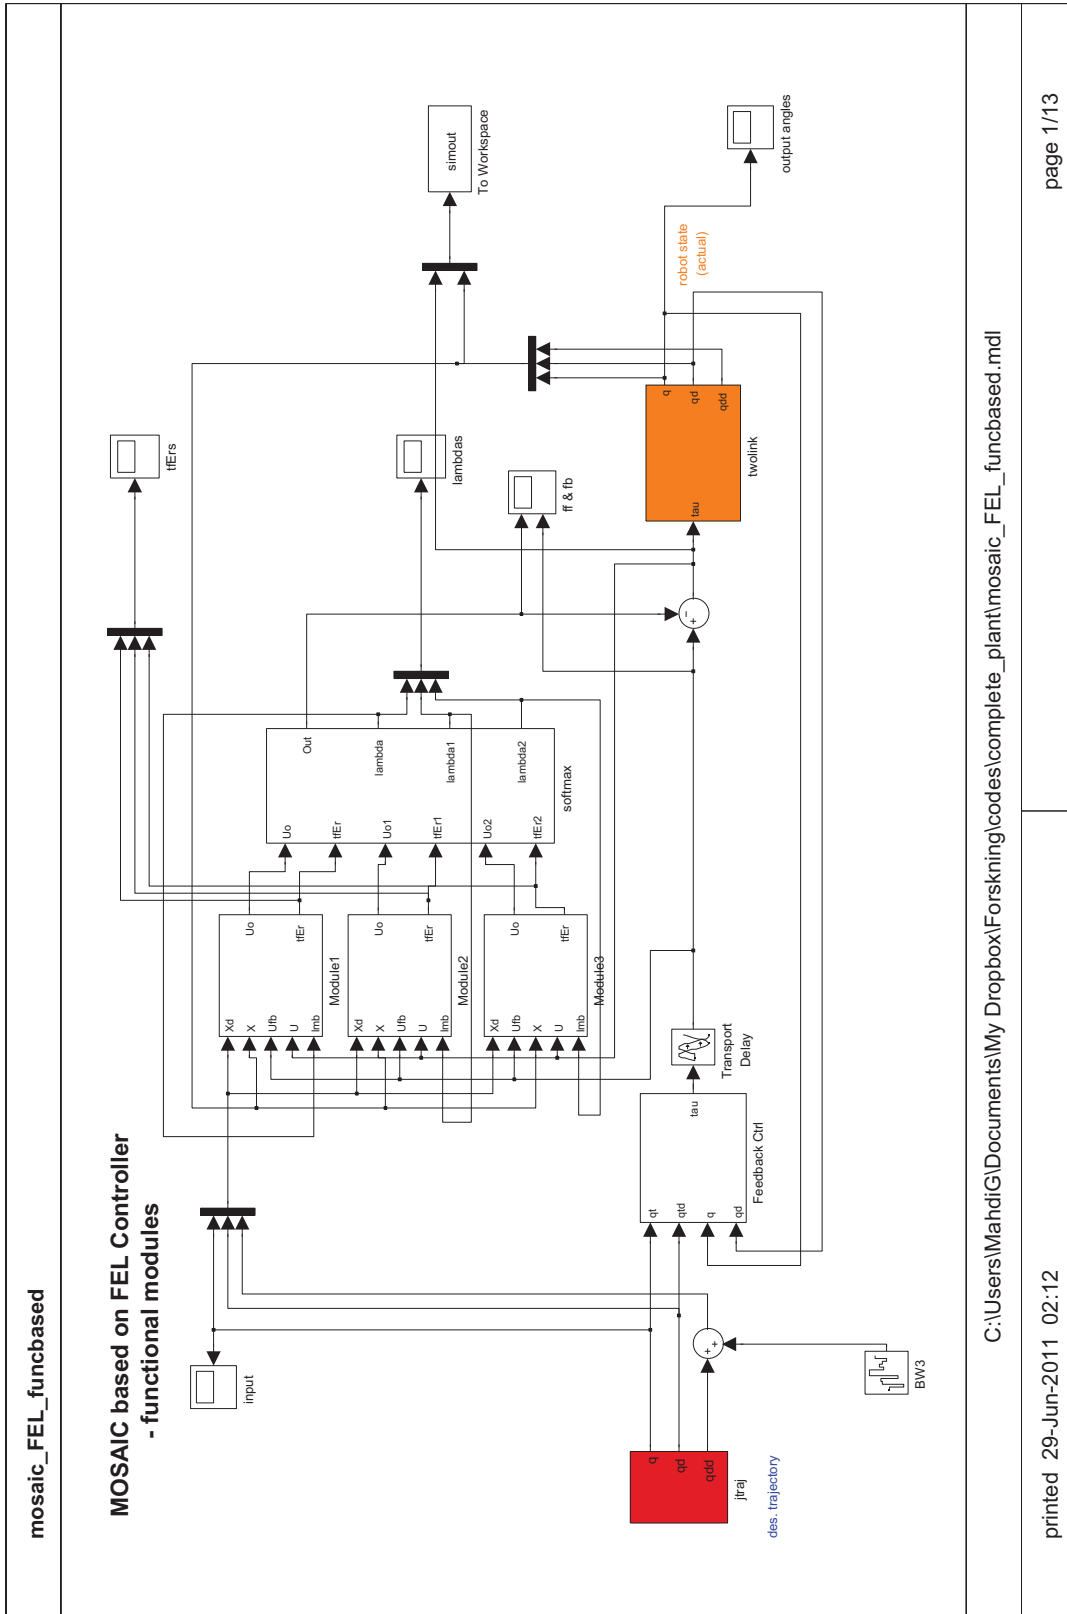 mosaic_FEL_funcbased
MOSAIC based on FEL Controller
- functional modules
input
tfErs
lambdas
ff & fb
simout
To Workspace
output angles
Xd
X
Ufb
U
lmb
Uo
tfEr
Module1
Xd
X
Ufb
U
lmb
Uo
tfEr
Module2
Xd
Ufb
X
U
lmb
Uo
tfEr
Module3
Uo
tfEr
Uo1
tfEr1
Uo2
tfEr2
Out
lambda
lambda1
lambda2
softmax
q
qd
qdd
jtraj
des. trajectory
+
+
BW3
qt
qtd
q
qd
tau
Feedback Ctrl
Transport
Delay
+
-
tau
q
qd
qdd
twolink
robot state
(actual)
C:\Users\MahdiG\Documents\My Dropbox\Forskning\codes\complete_plant\mosaic_FEL_funcbased.mdl
printed 29-Jun-2011 02:12
page 1/13